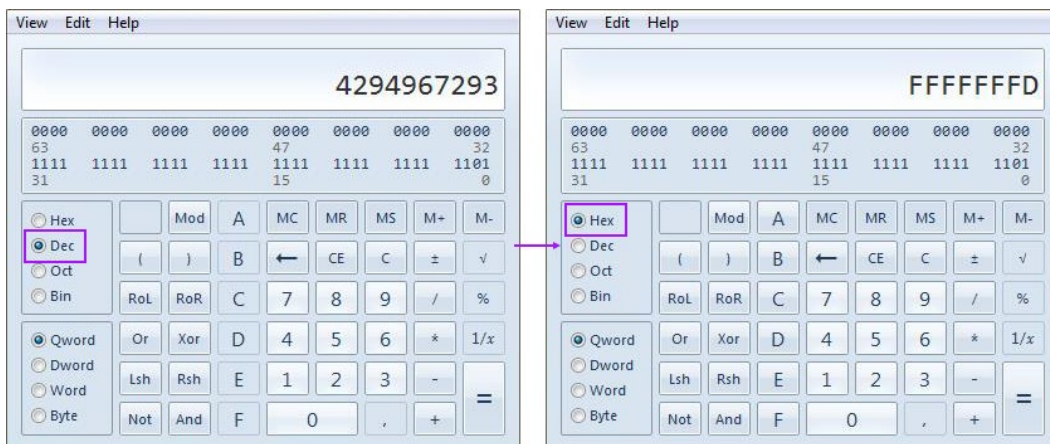 View Edit Help
4294967293
0000 0000 0000 0000 0000 0000 0000 0000
63 47 32
1111 1111 1111 1111 1111 1111 1111 1101
31 15 0
Hex
Dec
Oct
Bin
Qword
Dword
Word
Byte
Mod A MC MR MS M+ M-
( ) B ← CE C ± √
RoL RoR C 7 8 9 / %
Or Xor D 4 5 6 * 1/x
Lsh Rsh E 1 2 3 - =
Not And F 0 , +
View Edit Help
FFFFFFFD
0000 0000 0000 0000 0000 0000 0000 0000
63 47 32
1111 1111 1111 1111 1111 1111 1111 1101
31 15 0
Hex
Dec
Oct
Bin
Qword
Dword
Word
Byte
Mod A MC MR MS M+ M-
( ) B ← CE C ± √
RoL RoR C 7 8 9 / %
Or Xor D 4 5 6 * 1/x
Lsh Rsh E 1 2 3 - =
Not And F 0 , +